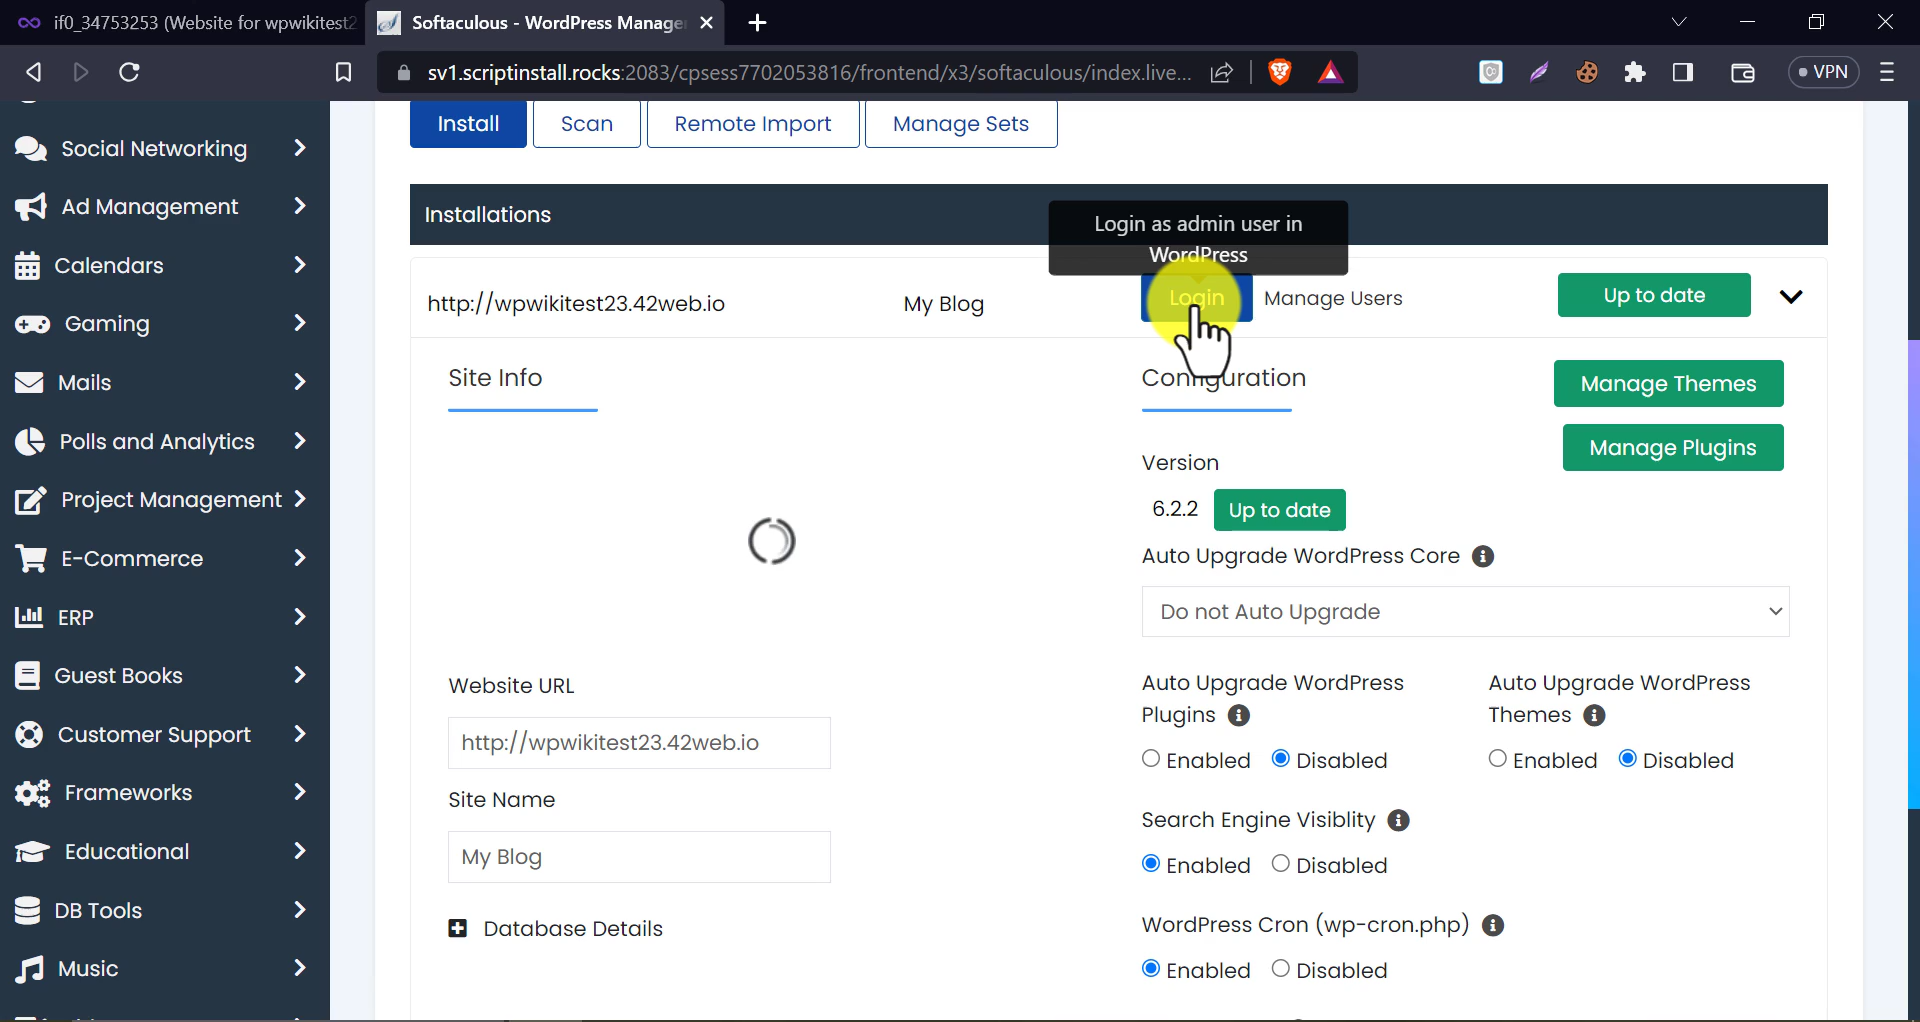 if0_34753253 (Website for wpwikitest2
Softaculous - WordPress Manage
sv1.scriptinstall.rocks:2083/cpsess7702053816/frontend/x3/softaculous/index.live...
VPN
Install
Scan
Remote Import
Manage Sets
Social Networking
Ad Management
Calendars
Gaming
Mails
Polls and Analytics
Project Management
E-Commerce
ERP
Guest Books
Customer Support
Frameworks
Educational
DB Tools
Music
Installations
Login as admin user in
WordPress
http://wpwikitest23.42web.io
My Blog
Login
Manage Users
Up to date
Site Info
Configuration
Manage Themes
Manage Plugins
Version
6.2.2
Up to date
Auto Upgrade WordPress Core
Do not Auto Upgrade
Website URL
http://wpwikitest23.42web.io
Site Name
My Blog
Database Details
Auto Upgrade WordPress
Plugins
Enabled
Disabled
Auto Upgrade WordPress
Themes
Enabled
Disabled
Search Engine Visiblity
Enabled
Disabled
WordPress Cron (wp-cron.php)
Enabled
Disabled